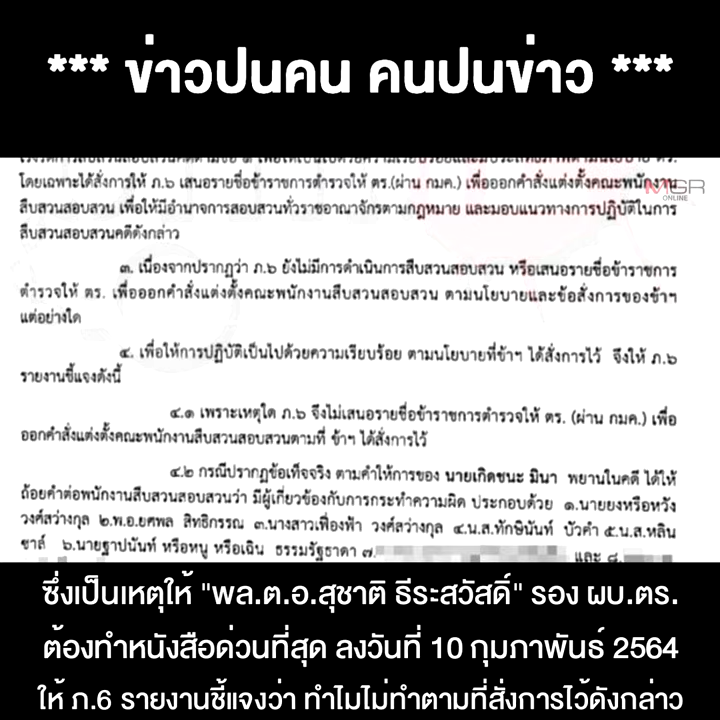 *** ข่าวปนคน คนปนข่าว ***
โดยเฉพาะได้สั่งการให้ ภ.๖ เสนอรายชื่อข้าราชการตำรวจให้ ตร.(ผ่าน กมค.) เพื่อออกคำสั่งแต่งตั้งคณะพนักงาน
MGR
ONLINE
สืบสวนสอบสวน เพื่อให้มีอำนาจการสอบสวนทั่วราชอาณาจักรตามกฎหมาย และมอบแนวทางการปฏิบัติในการ
สืบสวนสอบสวนคดีดังกล่าว
๓. เนื่องจากปรากฏว่า ภ.๖ ยังไม่มีการดำเนินการสืบสวนสอบสวน หรือเสนอรายชื่อข้าราชการ
ตำรวจให้ ตร. เพื่อออกคำสั่งแต่งตั้งคณะพนักงานสืบสวนสอบสวน ตามนโยบายและข้อสั่งการของข้าฯ
แต่อย่างใด
๔. เพื่อให้การปฏิบัติเป็นไปด้วยความเรียบร้อย ตามนโยบายที่ข้าฯ ได้สั่งการไว้ จึงให้ ภ.๖
รายงานชี้แจงดังนี้
๔.๑ เพราะเหตุใด ภ.๖ จึงไม่เสนอรายชื่อข้าราชการตำรวจให้ ตร. (ผ่าน กมค.) เพื่อ
ออกคำสั่งแต่งตั้งคณะพนักงานสืบสวนสอบสวนตามที่ ข้าฯ ได้สั่งการไว้
๔.๒ กรณีปรากฏข้อเท็จจริง ตามคำให้การของ นายเกิดชนะ มินา พยานในคดี ได้ให้
ถ้อยคำต่อพนักงานสืบสวนสอบสวนว่า มีผู้เกี่ยวข้องกับการกระทำความผิด ประกอบด้วย ๑.นายยงหรือหวัง
วงศ์สว่างกุล ๒.พ.อ.ยศพล สิทธิกรรณ ๓.นางสาวเฟื่องฟ้า วงศ์สว่างกุล ๔.น.ส.ทักษินันท์ บัวคำ ๕.น.ส.หลิน
ซาส์ ๖.นายฐาปนันท์ หรือหนู หรือเฉิน ธรรมรัฐธาดา ๗. และ ๘.
ซึ่งเป็นเหตุให้ "พล.ต.อ.สุชาติ ธีระสวัสดิ์" รอง ผบ.ตร.
ต้องทำหนังสือด่วนที่สุด ลงวันที่ 10 กุมภาพันธ์ 2564
ให้ ภ.6 รายงานชี้แจงว่า ทำไมไม่ทำตามที่สั่งการไว้ดังกล่าว